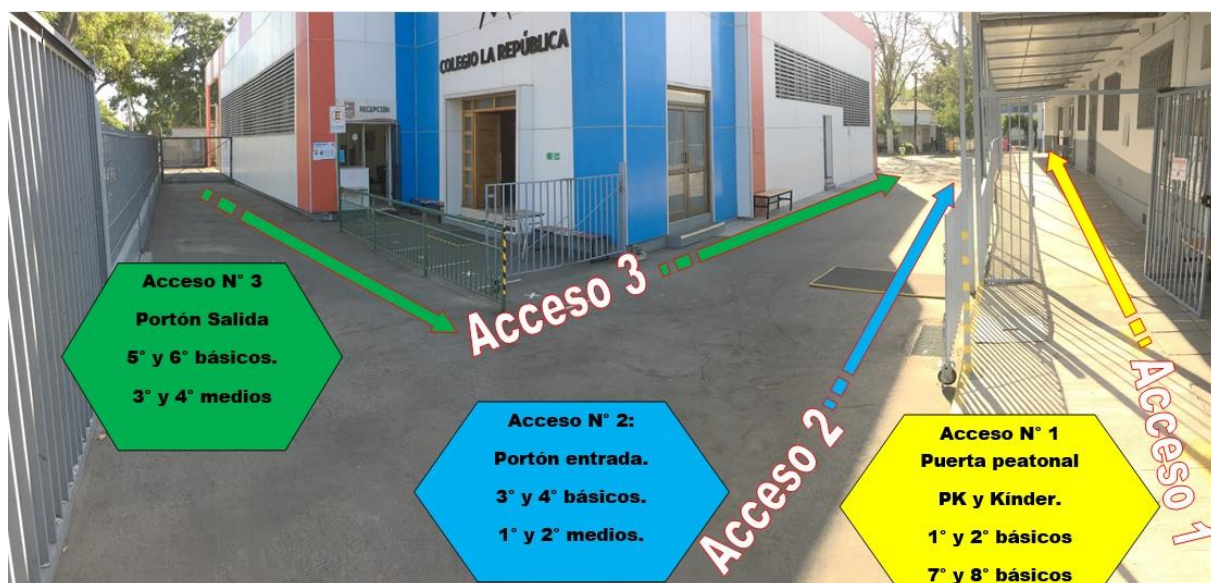 COLEGIO LA REPÚBLICA
RECEPCIÓN
Acceso 3
Acceso 2
Acceso 1
Acceso N° 3
Portón Salida
5° y 6° básicos.
3° y 4° medios
Acceso N° 2:
Portón entrada.
3° y 4° básicos.
1° y 2° medios.
Acceso N° 1
Puerta peatonal
PK y Kínder.
1° y 2° básicos
7° y 8° básicos